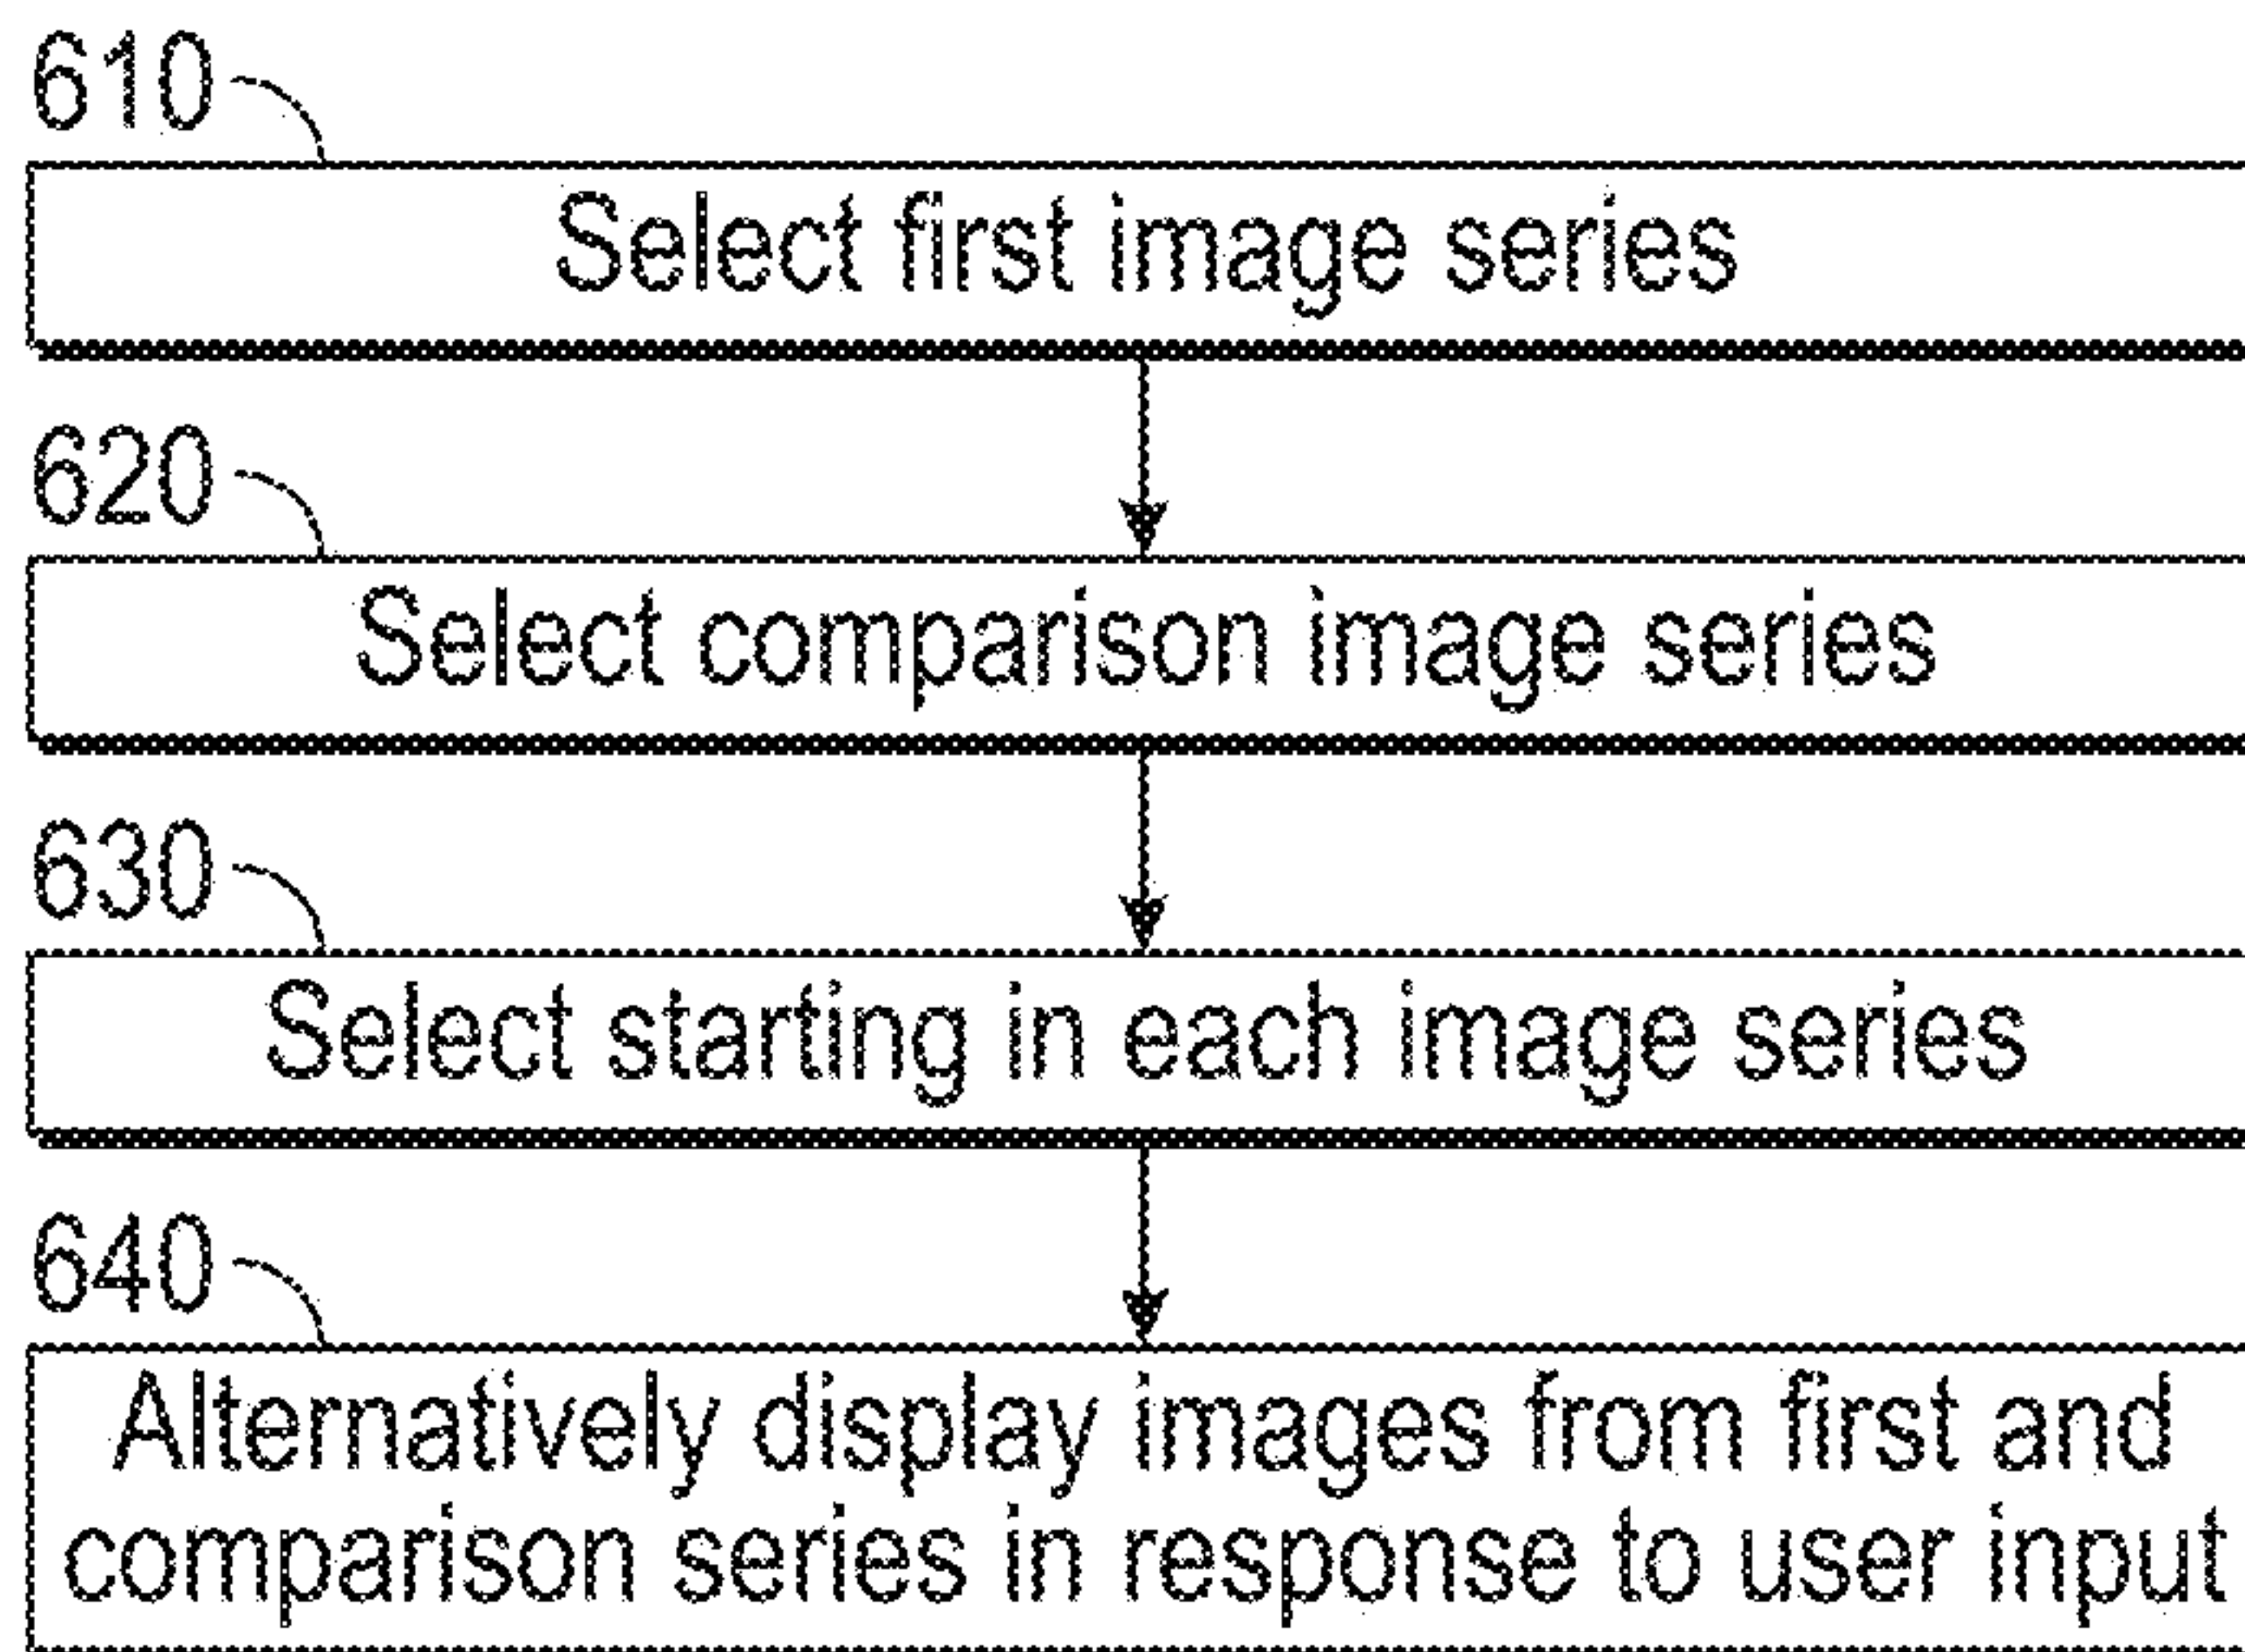 610
Select first image series
620
Select comparison image series
630
Select starting in each image series
640
Alternatively display images from first and
comparison series in response to user input